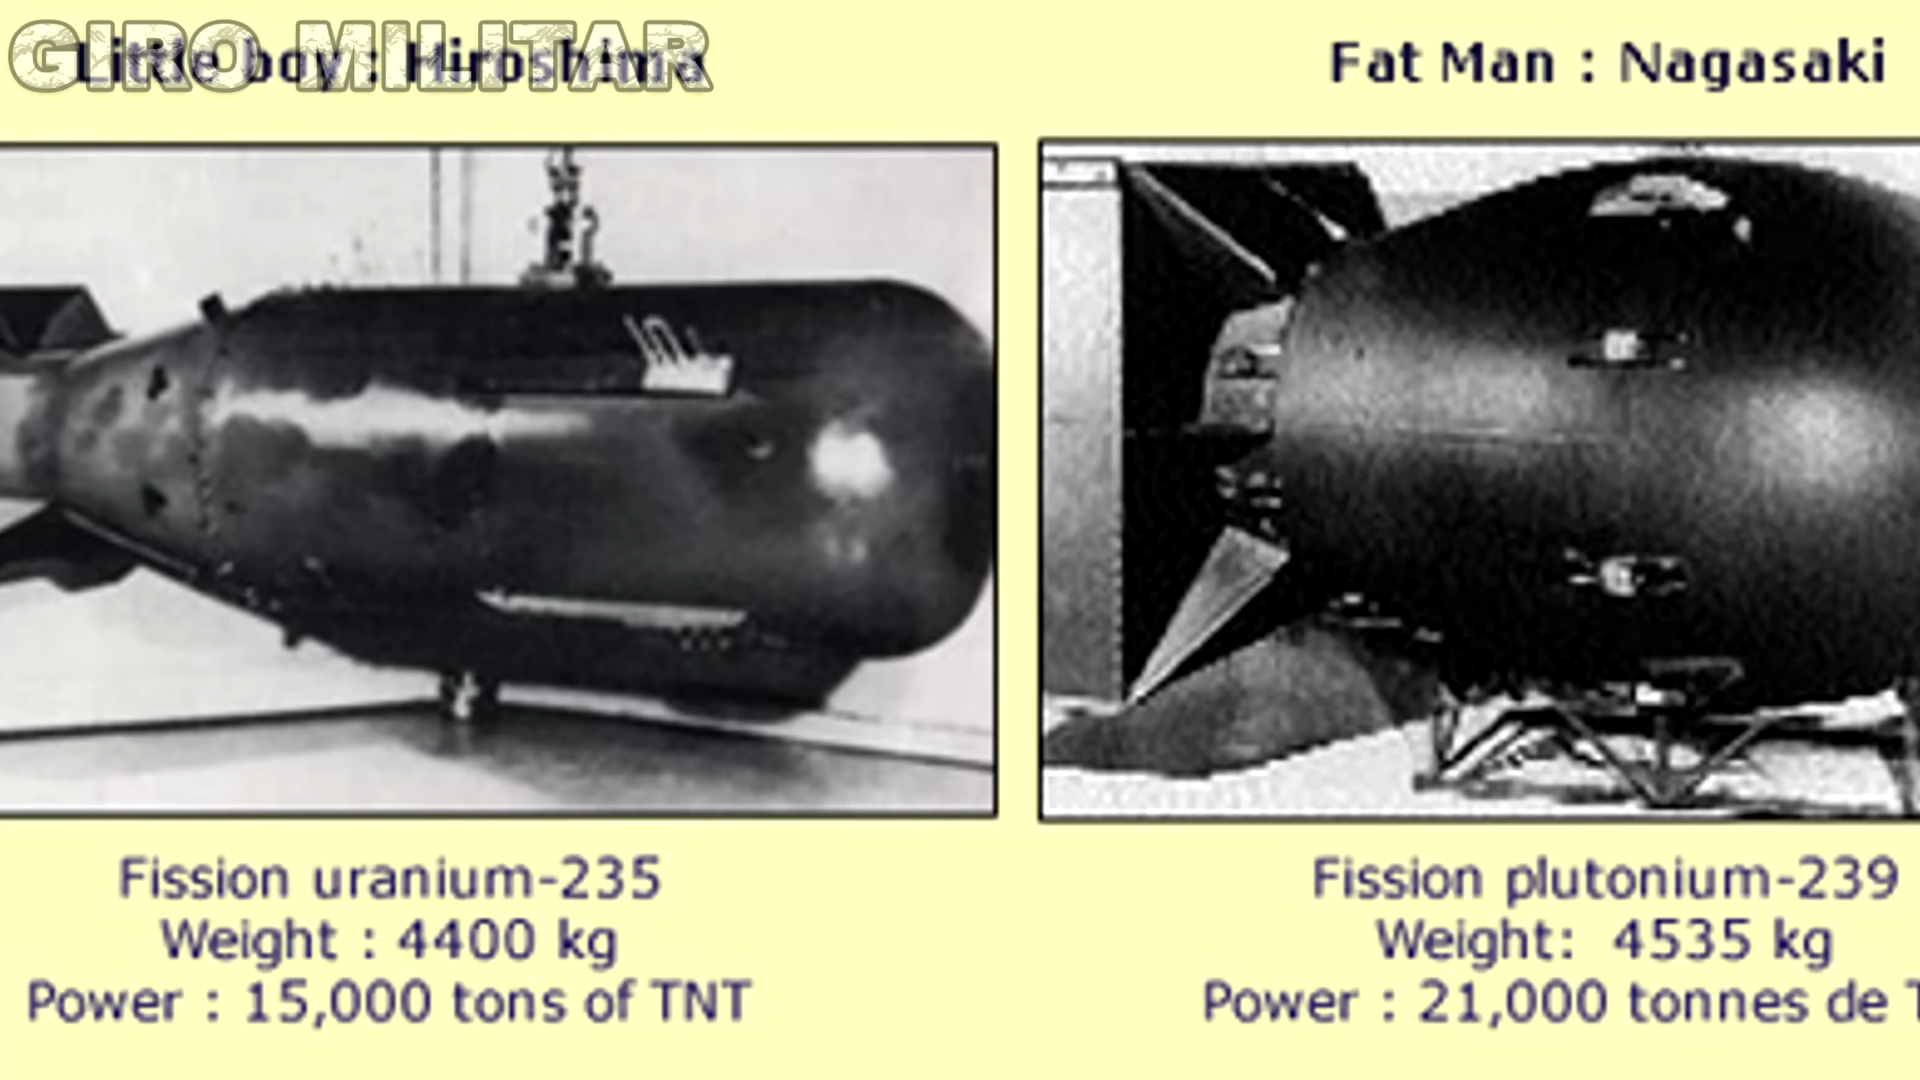 GIRO MILITAR
Little boy : Hiroshima
Fat Man : Nagasaki
Fission uranium-235
Weight : 4400 kg
Power : 15,000 tons of TNT
Fission plutonium-239
Weight: 4535 kg
Power : 21,000 tonnes de T